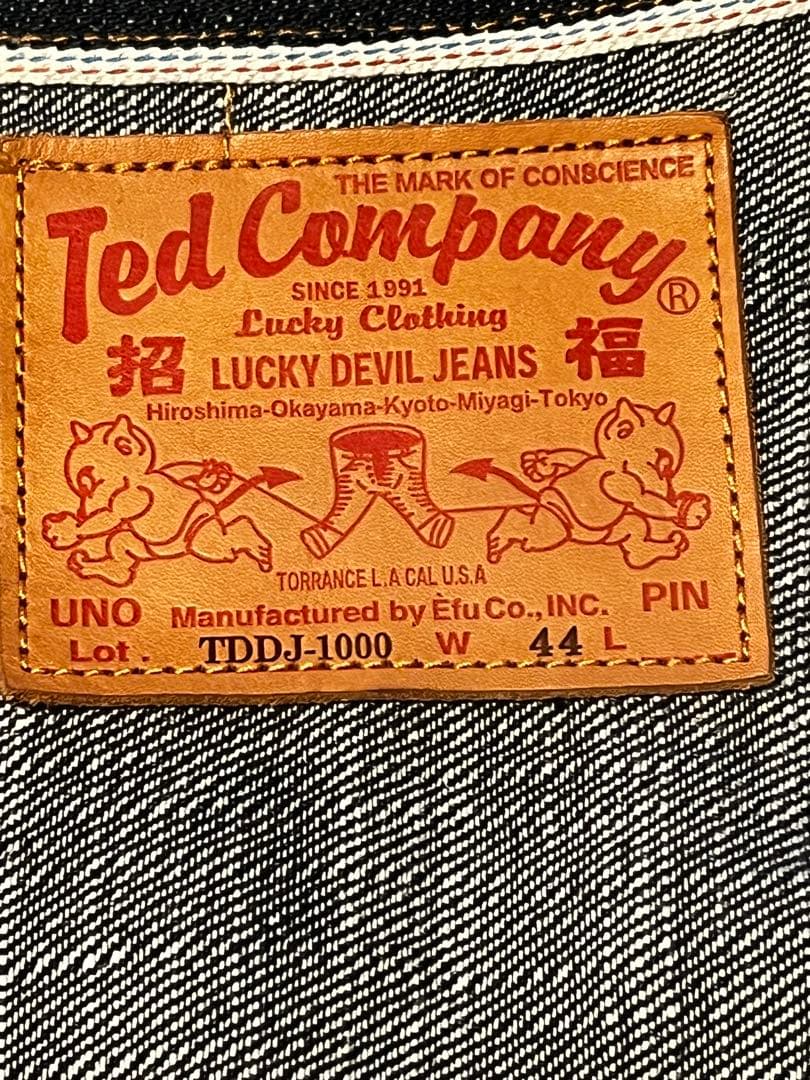 THE MARK OF CON8CIENCE
Ted Company ®
SINCE 1991
Lucky Clothing
招 LUCKY DEVIL JEANS 福
Hiroshima-Okayama-Kyoto-Miyagi-Tokyo
TORRANCE L.A CAL U.S.A
UNO Manufactured by Èfu Co., INC. PIN
Lot. TDDJ-1000 W 44 L